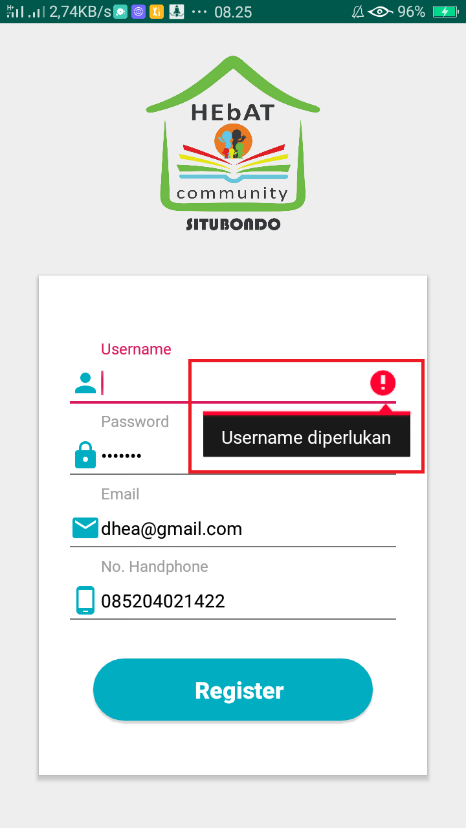 2,74KB/s ··· 08.25 96%
HEbAT
community
SITUBONDO
Username
Username diperlukan
Password
•••••••
Email
dhea@gmail.com
No. Handphone
085204021422
Register